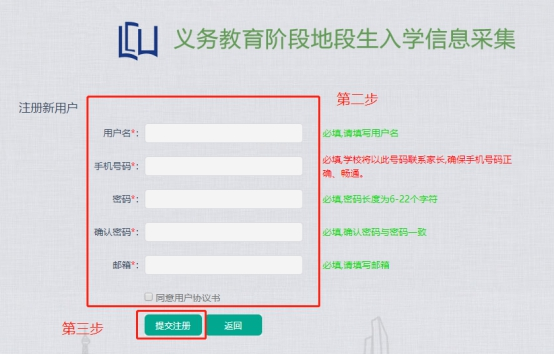 义务教育阶段地段生入学信息采集
第二步
注册新用户
用户名*： 必填,请填写用户名
手机号码*： 必填,学校将以此号码联系家长,确保手机号码正
确、畅通。
密码*： 必填,密码长度为6-22个字符
确认密码*： 必填,确认密码与密码一致
邮箱*： 必填,请填写邮箱
同意用户协议书
第三步
提交注册 返回